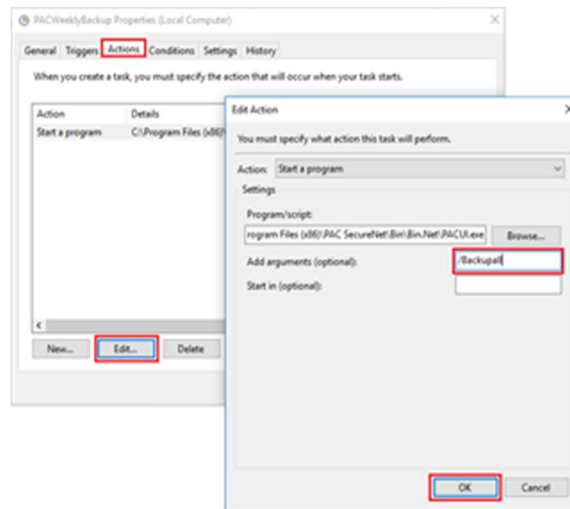 PACWeeklyBackup Properties (Local Computer)
General Triggers Actions Conditions Settings History
When you create a task, you must specify the action that will occur when your task starts.
Action Details
Start a program C:\Program Files (x86)\
New... Edit... Delete
Edit Action
You must specify what action this task will perform.
Action: Start a program
Settings
Program/script:
rogram Files (x86)\PAC SecureNet\Bin\Bin.Net\PACUI.exe Browse...
Add arguments (optional): /Backupall
Start in (optional):
OK Cancel